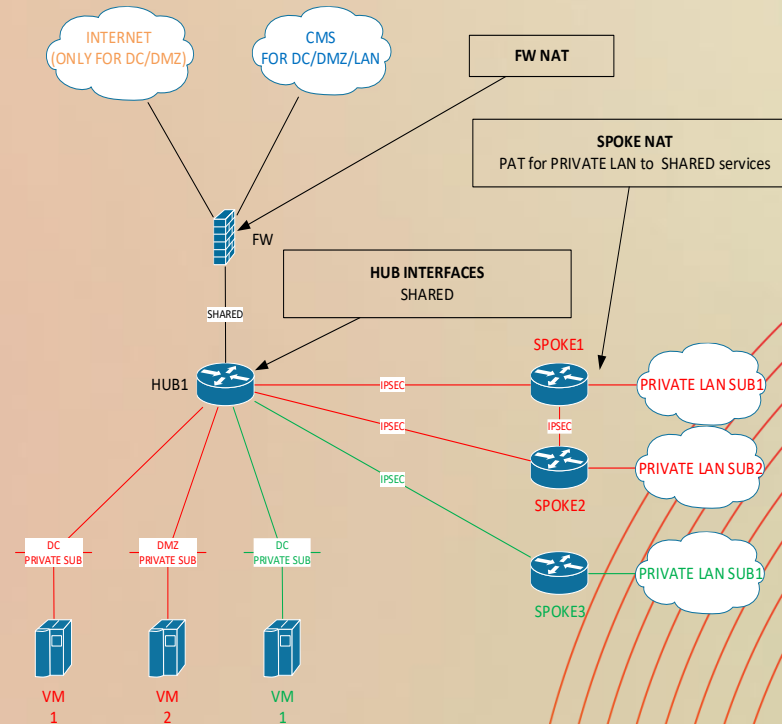 INTERNET
(ONLY FOR DC/DMZ)
CMS
FOR DC/DMZ/LAN
FW NAT
SPOKE NAT
PAT for PRIVATE LAN to SHARED services
FW
HUB INTERFACES
SHARED
SHARED
HUB1
SPOKE1
IPSEC
PRIVATE LAN SUB1
IPSEC
IPSEC
PRIVATE LAN SUB2
IPSEC
SPOKE2
PRIVATE LAN SUB1
SPOKE3
DC
PRIVATE SUB
DMZ
PRIVATE SUB
DC
PRIVATE SUB
VM
1
VM
2
VM
1